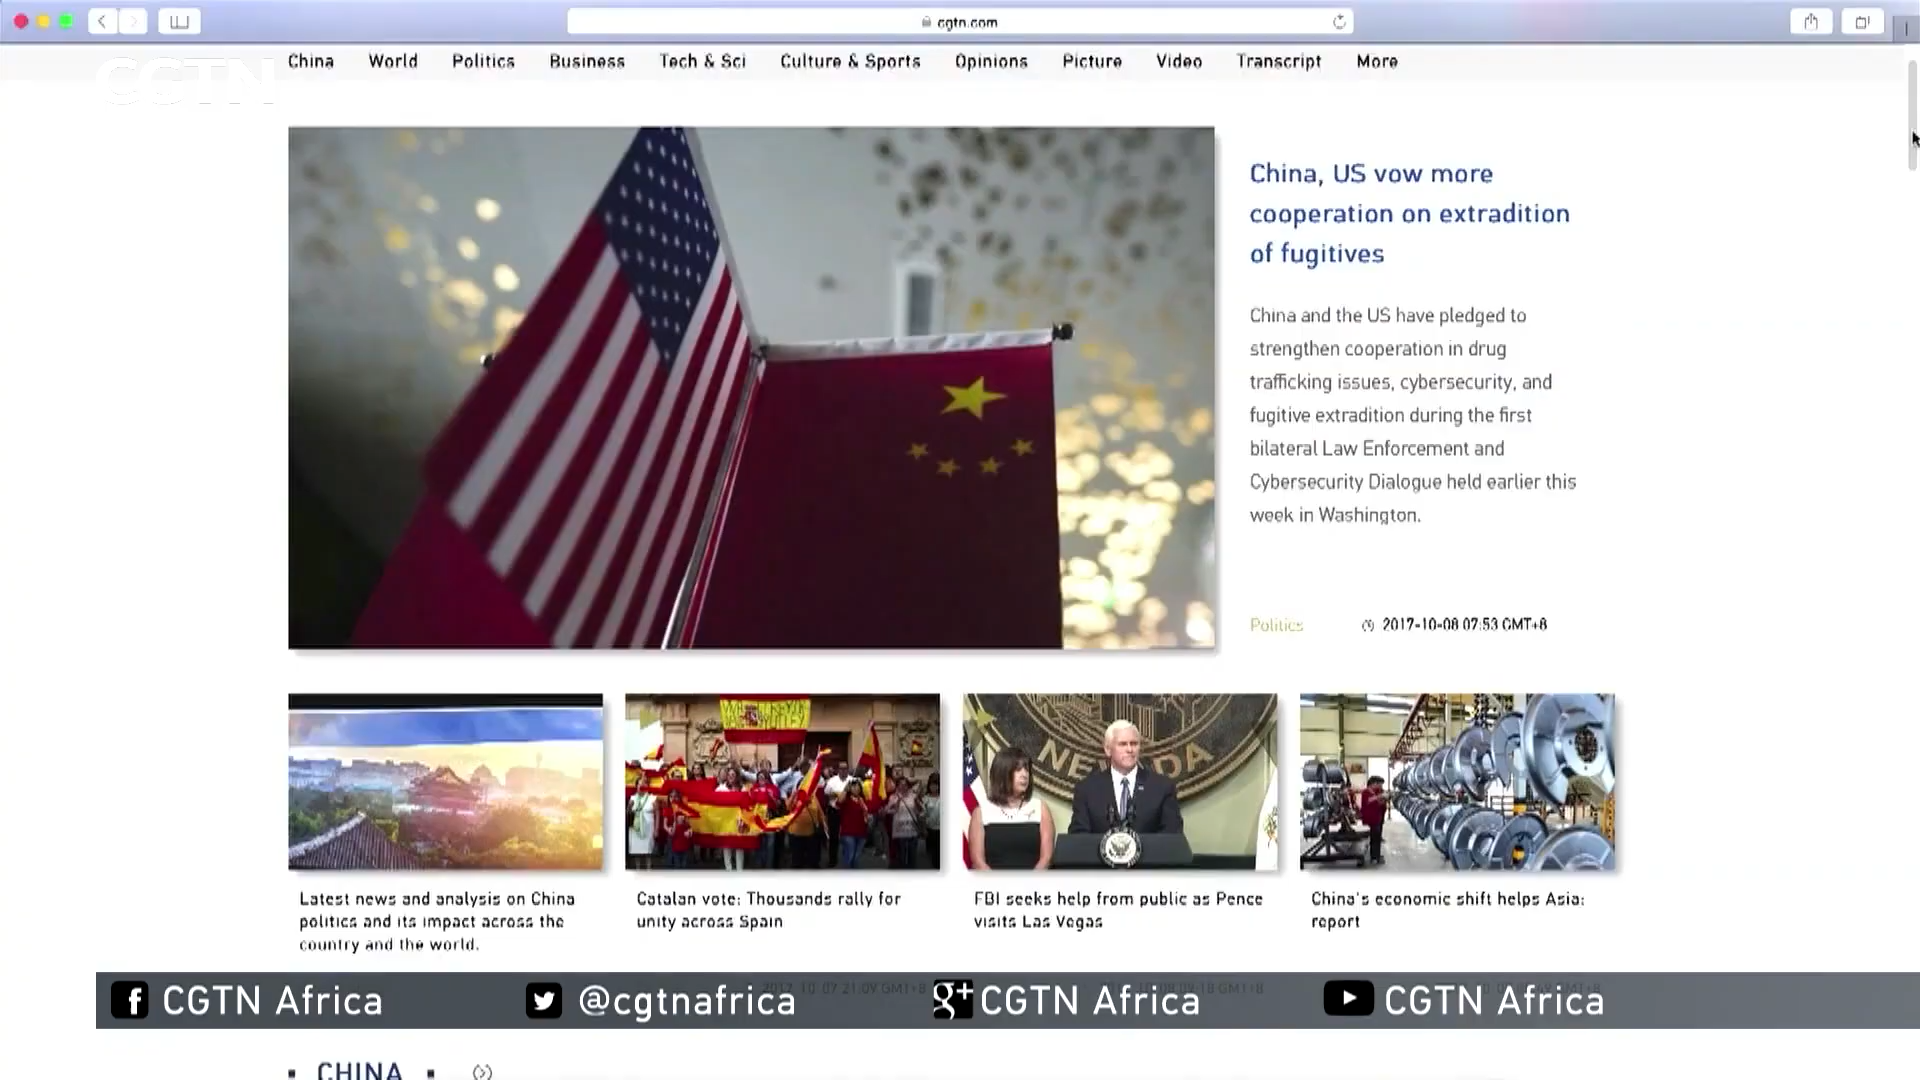 cgtn.com
CGTN
China World Politics Business Tech & Sci Culture & Sports Opinions Picture Video Transcript More
China, US vow more
cooperation on extradition
of fugitives
China and the US have pledged to
strengthen cooperation in drug
trafficking issues, cybersecurity, and
fugitive extradition during the first
bilateral Law Enforcement and
Cybersecurity Dialogue held earlier this
week in Washington.
Politics 2017-10-08 07:53 GMT+8
NEVADA
Latest news and analysis on China
politics and its impact across the
country and the world.
Catalan vote: Thousands rally for
unity across Spain
FBI seeks help from public as Pence
visits Las Vegas
China's economic shift helps Asia:
report
CGTN Africa @cgtnafrica g+ CGTN Africa CGTN Africa
CHINA